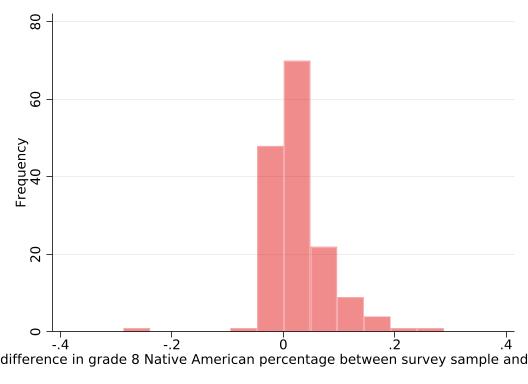 80
60
40
20
0
Frequency
-.4 -.2 0 .2 .4
difference in grade 8 Native American percentage between survey sample and